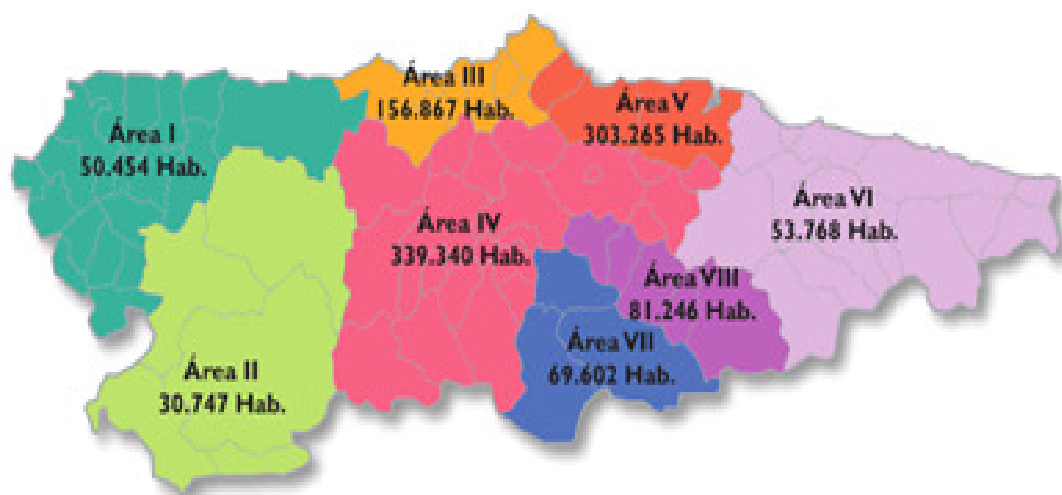 Área I
50.454 Hab.
Área II
30.747 Hab.
Área III
156.867 Hab.
Área IV
339.340 Hab.
Área V
303.265 Hab.
Área VI
53.768 Hab.
Área VII
69.602 Hab.
Área VIII
81.246 Hab.